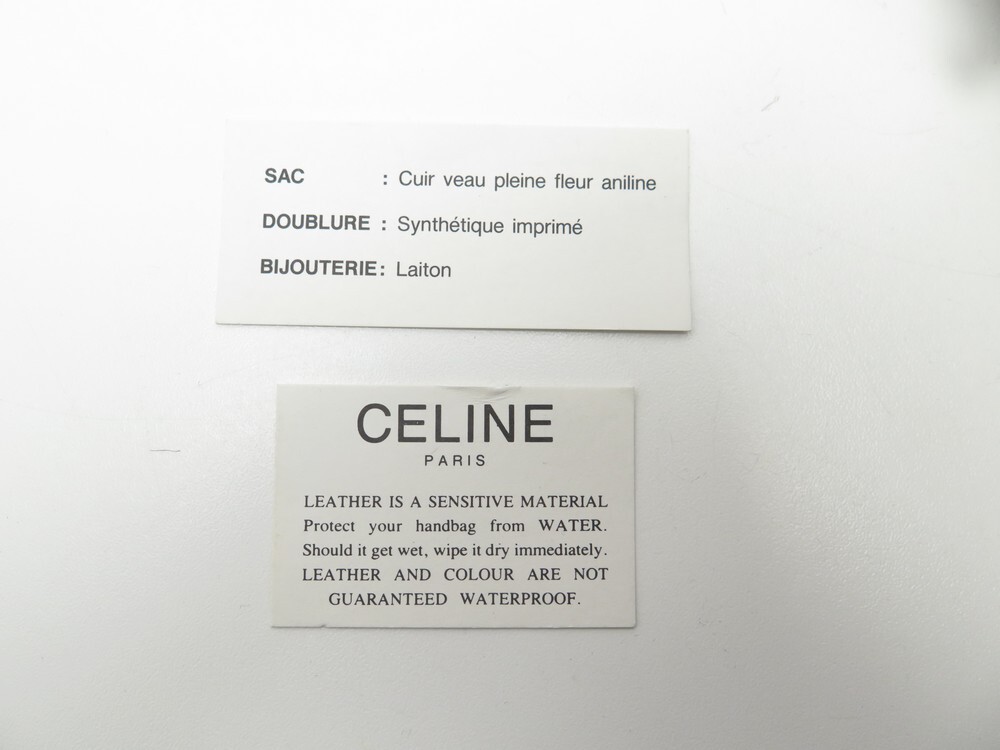 SAC : Cuir veau pleine fleur aniline
DOUBLURE : Synthétique imprimé
BIJOUTERIE : Laiton
CELINE
PARIS
LEATHER IS A SENSITIVE MATERIAL
Protect your handbag from WATER.
Should it get wet, wipe it dry immediately.
LEATHER AND COLOUR ARE NOT
GUARANTEED WATERPROOF.